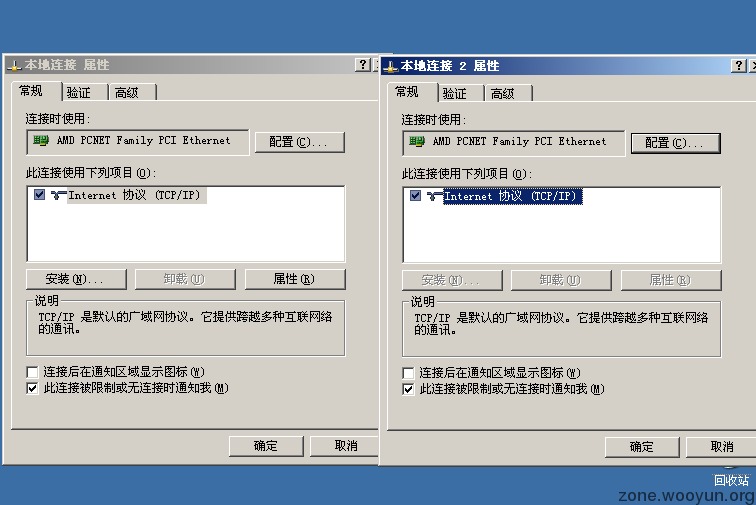 本地连接 属性
常规
验证
高级
连接时使用:
AMD PCNET Family PCI Ethernet
配置(C)...
此连接使用下列项目(O):
Internet 协议 (TCP/IP)
安装(N)...
卸载(U)
属性(R)
说明
TCP/IP 是默认的广域网协议。它提供跨越多种互联网络
的通讯。
连接后在通知区域显示图标(W)
此连接被限制或无连接时通知我(M)
确定
取消
本地连接 2 属性
常规
验证
高级
连接时使用:
AMD PCNET Family PCI Ethernet
配置(C)...
此连接使用下列项目(O):
Internet 协议 (TCP/IP)
安装(N)...
卸载(U)
属性(R)
说明
TCP/IP 是默认的广域网协议。它提供跨越多种互联网络
的通讯。
连接后在通知区域显示图标(W)
此连接被限制或无连接时通知我(M)
确定
取消
回收站
zone.wooyun.org